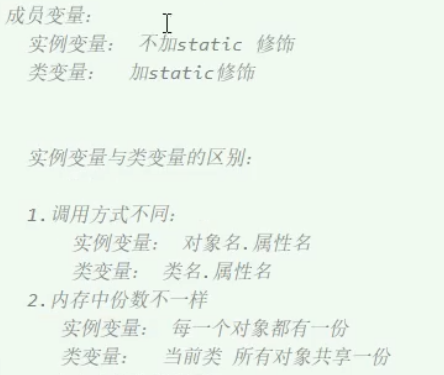 成员变量：
实例变量： 不加static 修饰
类变量： 加static修饰
实例变量与类变量的区别：
1.调用方式不同：
实例变量： 对象名.属性名
类变量： 类名.属性名
2.内存中份数不一样
实例变量： 每一个对象都有一份
类变量： 当前类 所有对象共享一份